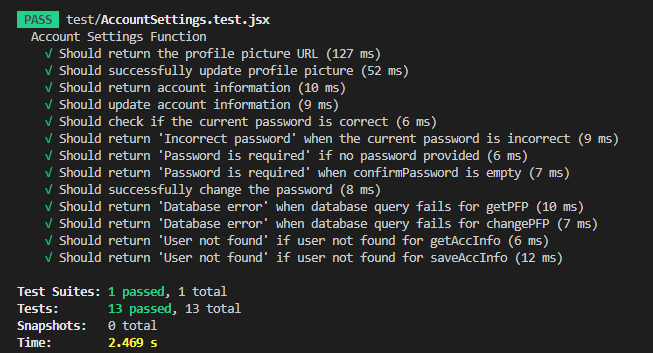 PASS test/AccountSettings.test.jsx
Account Settings Function
√ Should return the profile picture URL (127 ms)
√ Should successfully update profile picture (52 ms)
√ Should return account information (10 ms)
√ Should update account information (9 ms)
√ Should check if the current password is correct (6 ms)
√ Should return 'Incorrect password' when the current password is incorrect (9 ms)
√ Should return 'Password is required' if no password provided (6 ms)
√ Should return 'Password is required' when confirmPassword is empty (7 ms)
√ Should successfully change the password (8 ms)
√ Should return 'Database error' when database query fails for getPFP (10 ms)
√ Should return 'Database error' when database query fails for changePFP (7 ms)
√ Should return 'User not found' if user not found for getAccInfo (6 ms)
√ Should return 'User not found' if user not found for saveAccInfo (12 ms)
Test Suites: 1 passed, 1 total
Tests: 13 passed, 13 total
Snapshots: 0 total
Time: 2.469 s